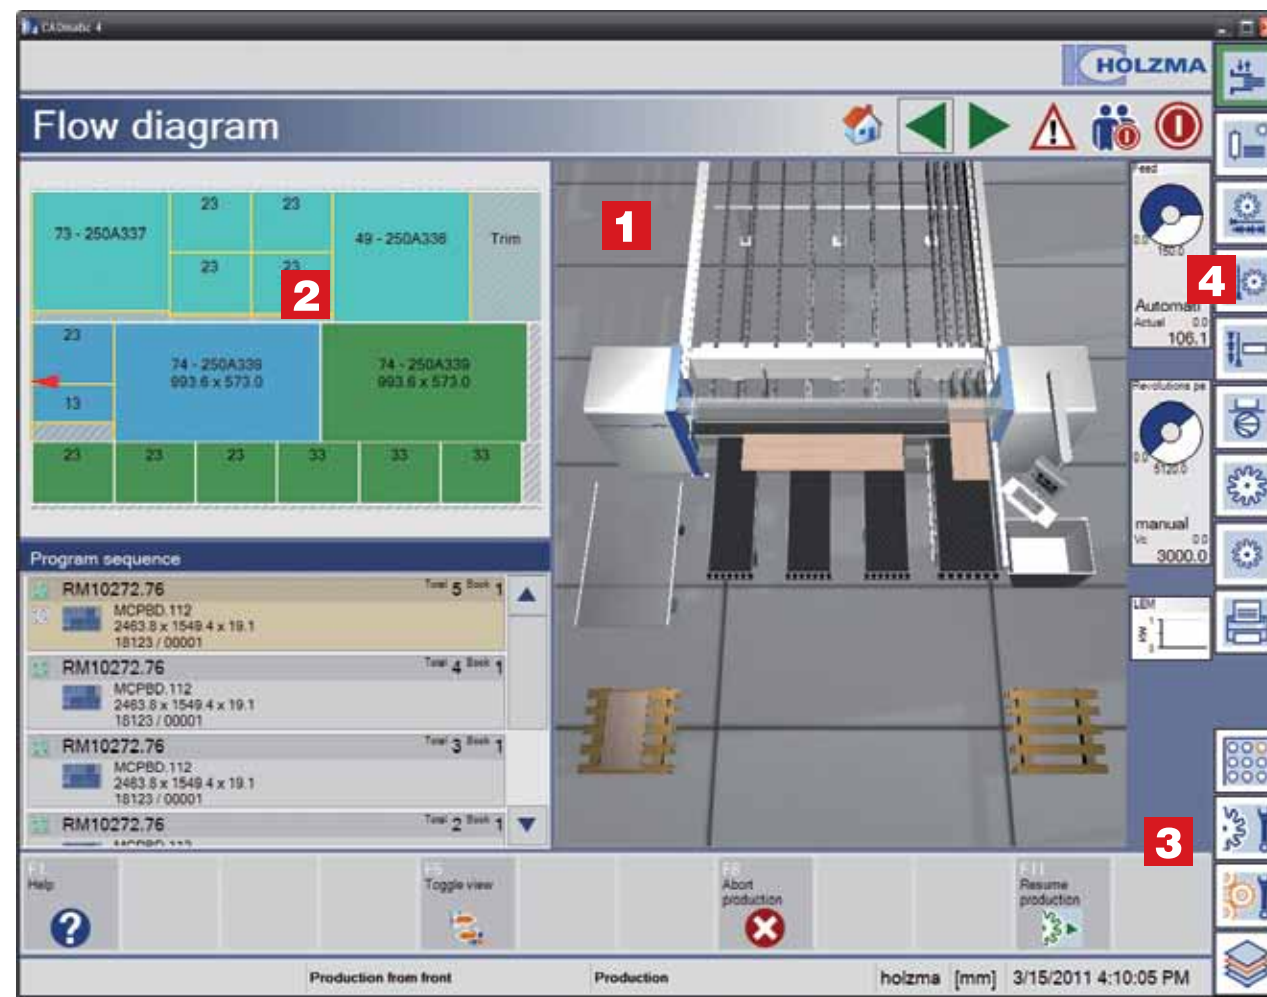 CADmatic 4
HOLZMA
Flow diagram
73 - 250A337
23
23
49 - 250A336
Trim
23
23
23
74 - 250A339
993.6 x 573.0
74 - 250A339
993.6 x 573.0
13
23
23
23
33
33
33
1
2
3
4
Feed
0.0
150.0
Automati
Actual 0.0
106.1
Revolutions pe
0.0
5120.0
manual
Vc 0.0
3000.0
LEM
kW
1
0
Program sequence
RM10272.76 Total 5 Book 1
MCPBD.112
2463.8 x 1549.4 x 19.1
18123 / 00001
RM10272.76 Total 4 Book 1
MCPBD.112
2463.8 x 1549.4 x 19.1
18123 / 00001
RM10272.76 Total 3 Book 1
MCPBD.112
2463.8 x 1549.4 x 19.1
18123 / 00001
RM10272.76 Total 2 Book 1
MCPBD.112
F1
Help
F5
Toggle view
F8
Abort
production
F11
Resume
production
Production from front
Production
holzma [mm] 3/15/2011 4:10:05 PM